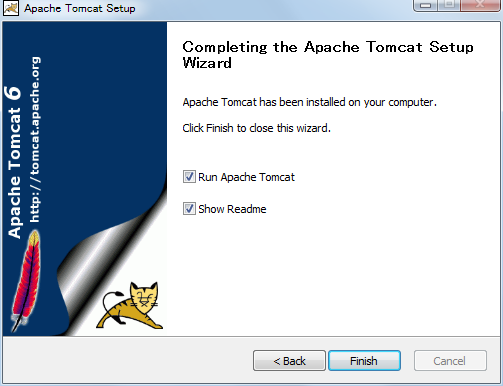 Apache Tomcat Setup
Completing the Apache Tomcat Setup
Wizard
Apache Tomcat has been installed on your computer.
Click Finish to close this wizard.
Run Apache Tomcat
Show Readme
Apache Tomcat 6
http://tomcat.apache.org
< Back
Finish
Cancel